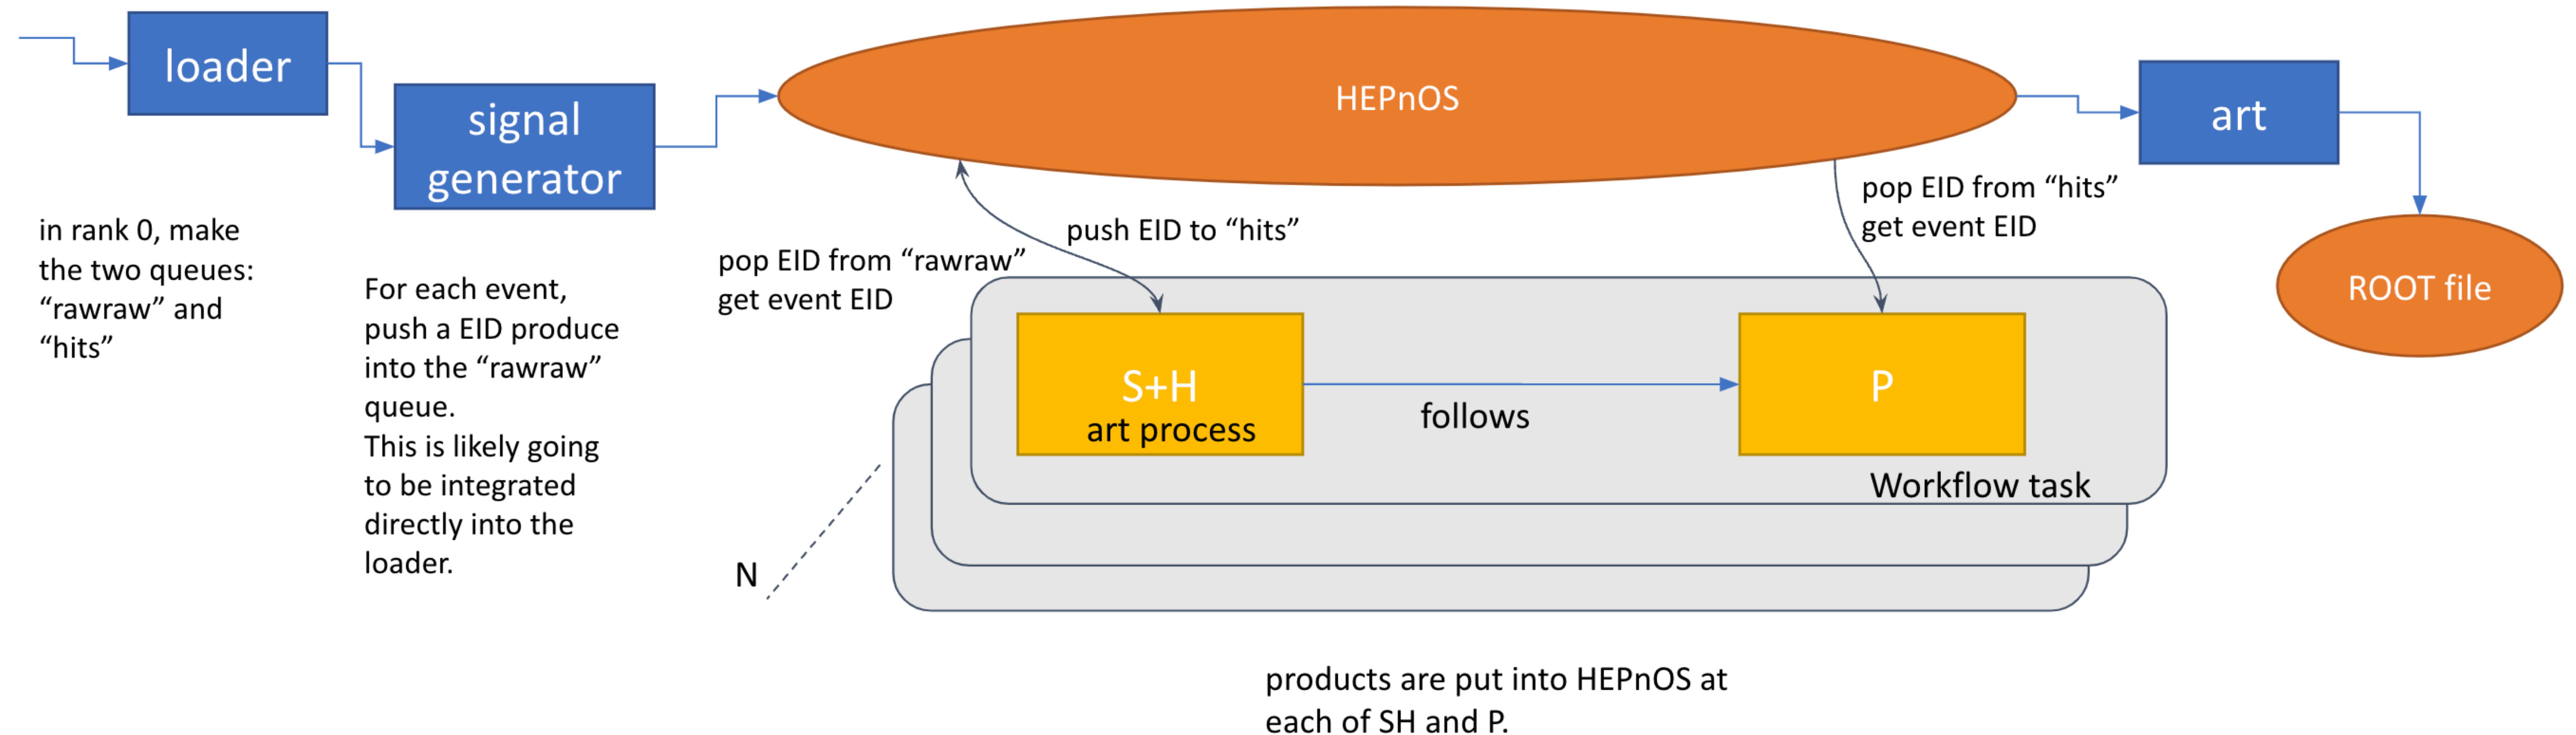 loader
signal
generator
HEPnOS
art
ROOT file
in rank 0, make
the two queues:
“rawraw” and
“hits”
For each event,
push a EID produce
into the “rawraw”
queue.
This is likely going
to be integrated
directly into the
loader.
pop EID from “rawraw”
get event EID
push EID to “hits”
pop EID from “hits”
get event EID
S+H
art process
follows
P
Workflow task
N
products are put into HEPnOS at
each of SH and P.